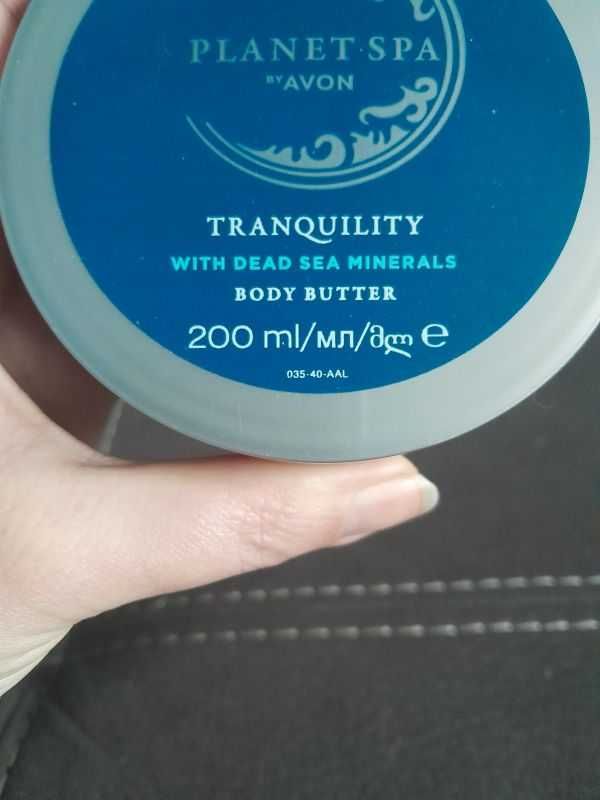 PLANET SPA
BY AVON
TRANQUILITY
WITH DEAD SEA MINERALS
BODY BUTTER
200 ml/мл/მლ ℮
035-40-AAL